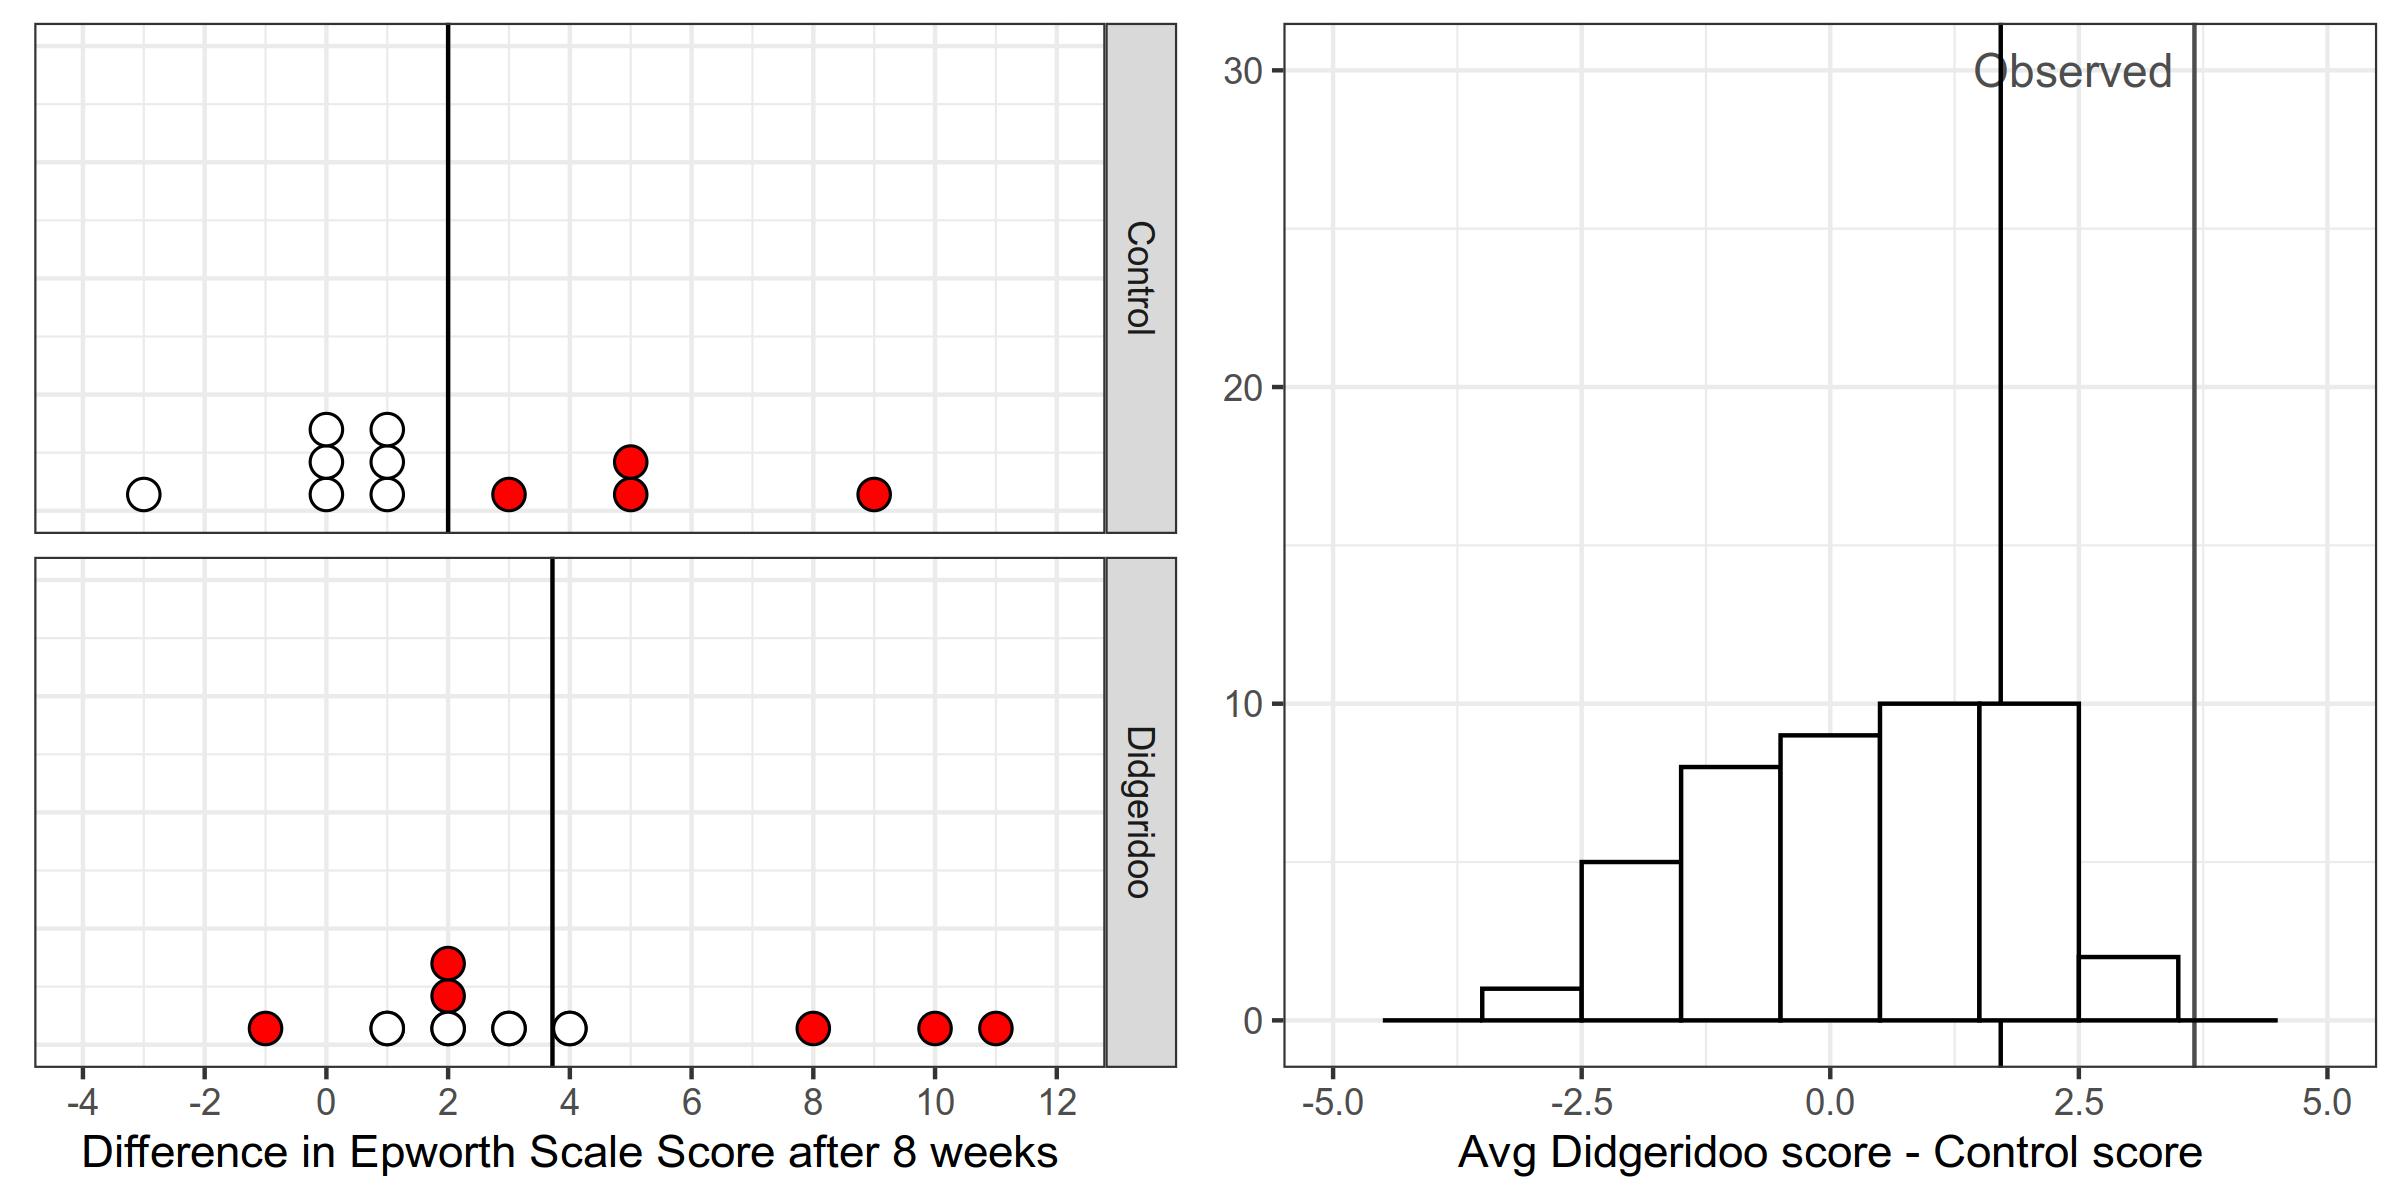 Control
Didgeridoo
-4 -2 0 2 4 6 8 10 12
Difference in Epworth Scale Score after 8 weeks
Observed
30
20
10
0
-5.0 -2.5 0.0 2.5 5.0
Avg Didgeridoo score - Control score